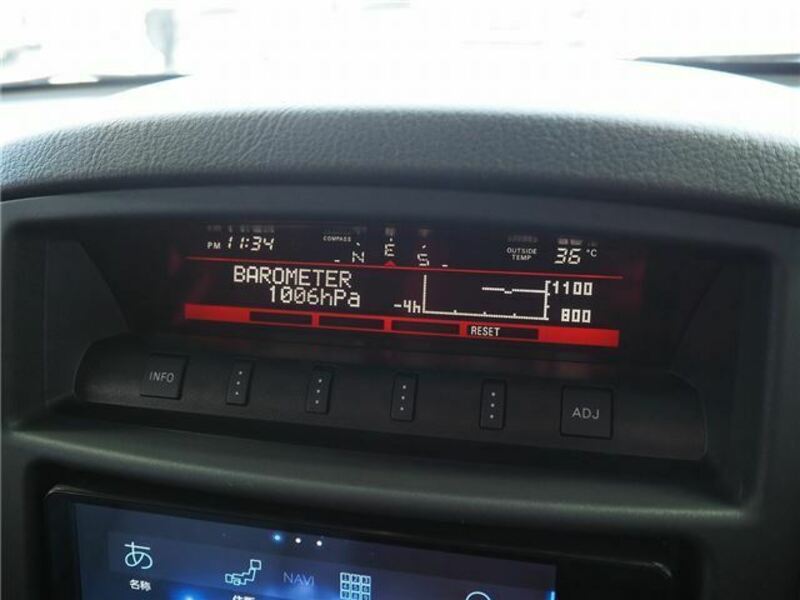 PM 11:34 COMPASS N E S OUTSIDE TEMP 36 °C
BAROMETER
1006hPa
-4h
1100
800
RESET
INFO
ADJ
あ
名称
NAVI